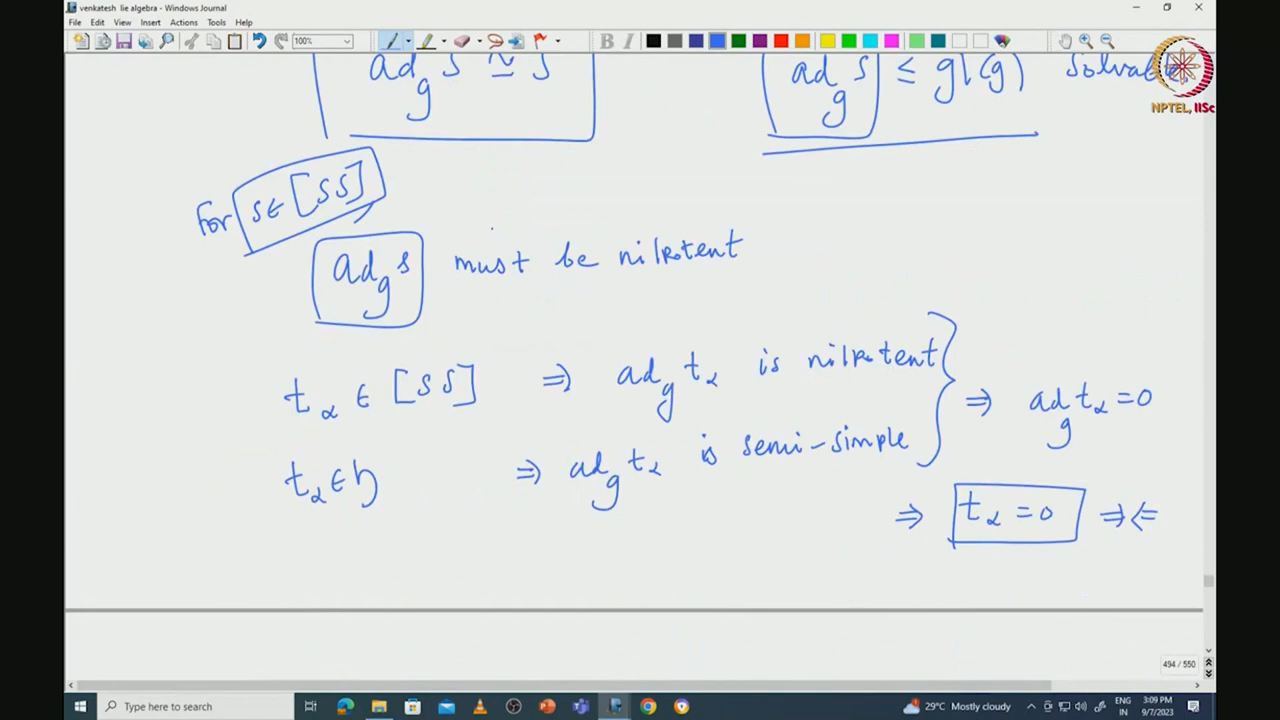 venkatesh lie algebra - Windows Journal
File Edit View Insert Actions Tools Help
100%
B I
ad_g S ≃ S
ad_g S ≤ gl(g) solvable
NPTEL, IISc
For s ∈ [S S]
ad_g s must be nilpotent
t_α ∈ [S S] ⇒ ad_g t_α is nilpotent
⇒ ad_g t_α = 0
t_α ∈ h ⇒ ad_g t_α is semi-simple
⇒ t_α = 0 ⇒⇐
494 / 550
Type here to search
29°C Mostly cloudy
ENG
IN
3:09 PM
9/7/2023